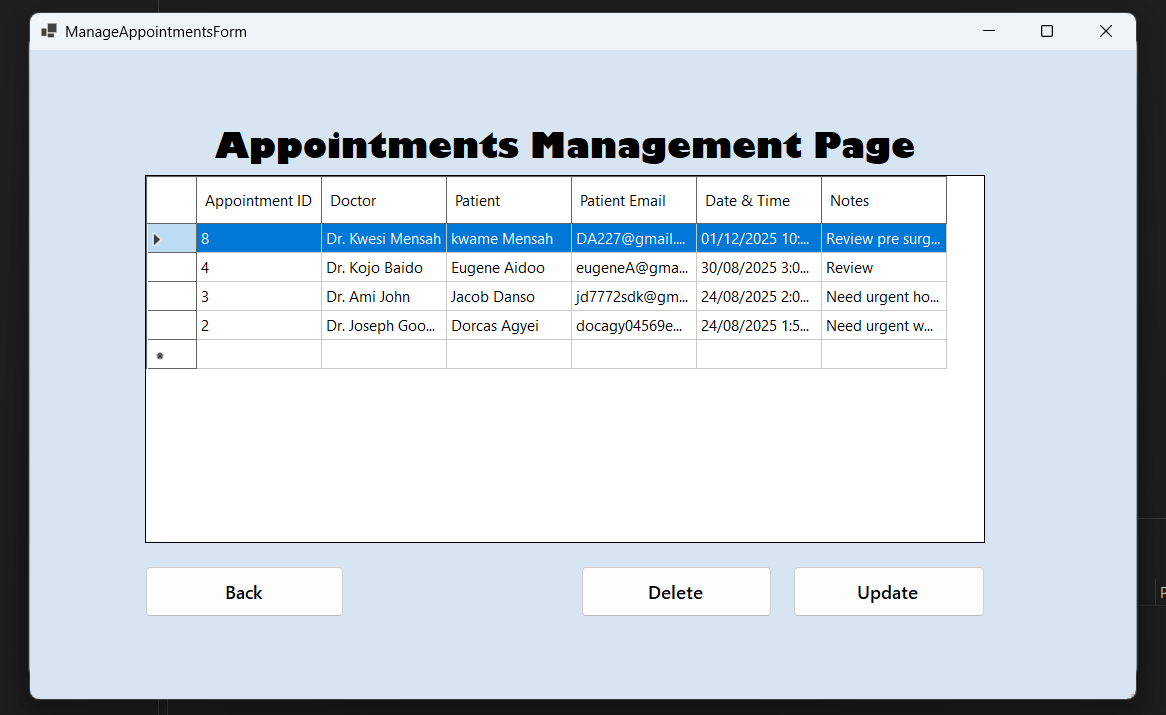 ManageAppointmentsForm
Appointments Management Page
Appointment ID Doctor Patient Patient Email Date & Time Notes
8 Dr. Kwesi Mensah kwame Mensah DA227@gmail.... 01/12/2025 10:... Review pre surg...
4 Dr. Kojo Baido Eugene Aidoo eugeneA@gma... 30/08/2025 3:0... Review
3 Dr. Ami John Jacob Danso jd7772sdk@gm... 24/08/2025 2:0... Need urgent ho...
2 Dr. Joseph Goo... Dorcas Agyei docagy04569e... 24/08/2025 1:5... Need urgent w...
Back Delete Update